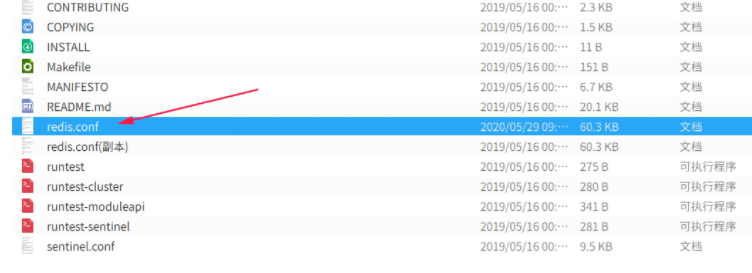 CONTRIBUTING 2019/05/16 00:··· 2.3 KB 文档
COPYING 2019/05/16 00:··· 1.5 KB 文档
INSTALL 2019/05/16 00:··· 11 B 文档
Makefile 2019/05/16 00:··· 151 B 文档
MANIFESTO 2019/05/16 00:··· 6.7 KB 文档
README.md 2019/05/16 00:··· 20.1 KB 文档
redis.conf 2020/05/29 09:··· 60.3 KB 文档
redis.conf(副本) 2019/05/16 00:··· 60.3 KB 文档
runtest 2019/05/16 00:··· 275 B 可执行程序
runtest-cluster 2019/05/16 00:··· 280 B 可执行程序
runtest-moduleapi 2019/05/16 00:··· 341 B 可执行程序
runtest-sentinel 2019/05/16 00:··· 281 B 可执行程序
sentinel.conf 2019/05/16 00:··· 9.5 KB 文档